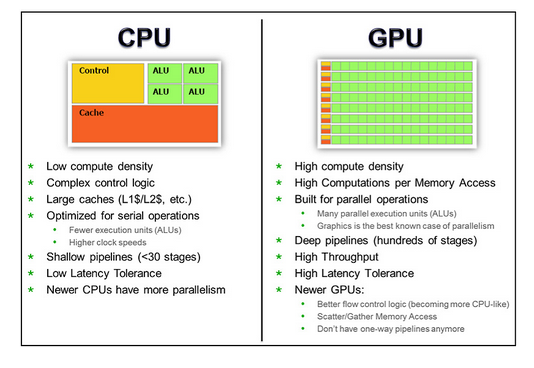 CPU
Control
ALU
ALU
ALU
ALU
Cache
Low compute density
Complex control logic
Large caches (L1$/L2$, etc.)
Optimized for serial operations
Fewer execution units (ALUs)
Higher clock speeds
Shallow pipelines (<30 stages)
Low Latency Tolerance
Newer CPUs have more parallelism
GPU
High compute density
High Computations per Memory Access
Built for parallel operations
Many parallel execution units (ALUs)
Graphics is the best known case of parallelism
Deep pipelines (hundreds of stages)
High Throughput
High Latency Tolerance
Newer GPUs:
Better flow control logic (becoming more CPU-like)
Scatter/Gather Memory Access
Don't have one-way pipelines anymore